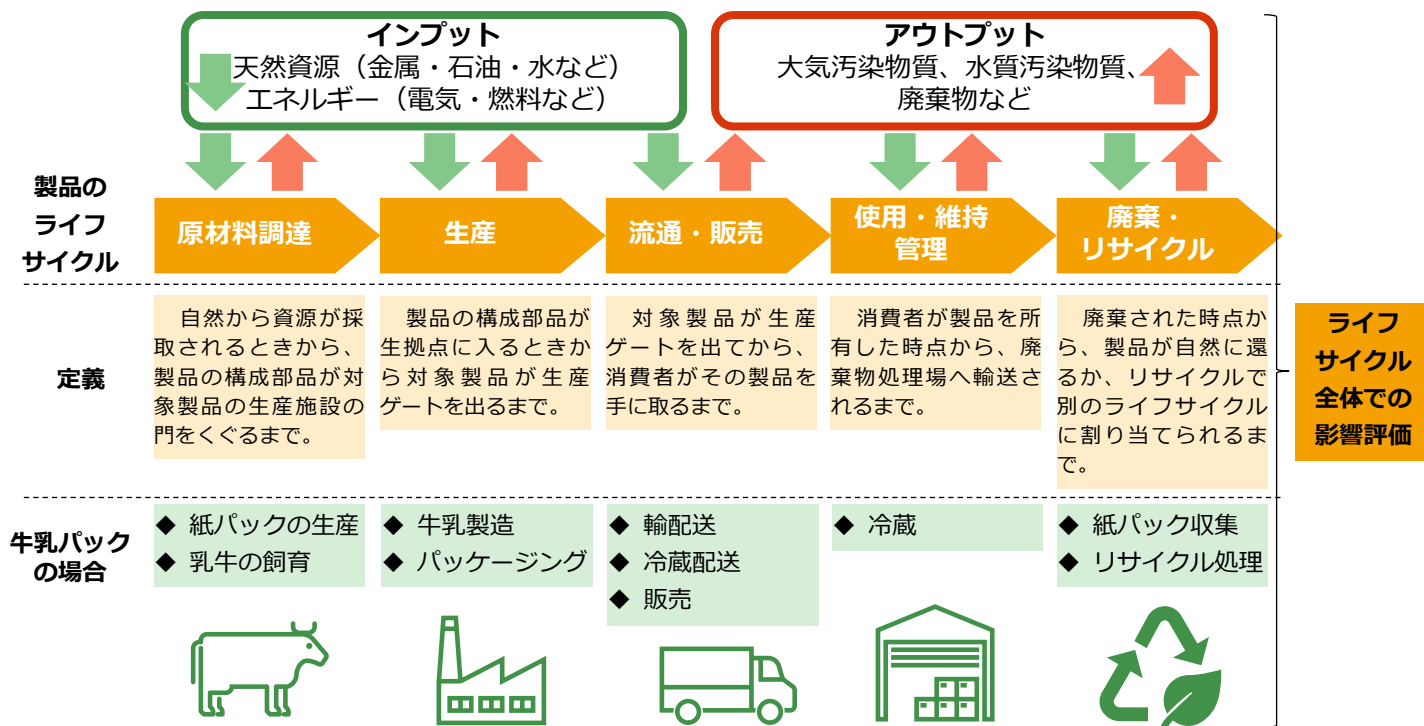 インプット
天然資源（金属・石油・水など）
エネルギー（電気・燃料など）
アウトプット
大気汚染物質、水質汚染物質、
廃棄物など
製品の
ライフ
サイクル
原材料調達
生産
流通・販売
使用・維持
管理
廃棄・
リサイクル
定義
自然から資源が採
取されるときから、
製品の構成部品が対
象製品の生産施設の
門をくぐるまで。
製品の構成部品が
生拠点に入るときか
ら対象製品が生産
ゲートを出るまで。
対象製品が生産
ゲートを出てから、
消費者がその製品を
手に取るまで。
消費者が製品を所
有した時点から、廃
棄物処理場へ輸送さ
れるまで。
廃棄された時点か
ら、製品が自然に還
るか、リサイクルで
別のライフサイクル
に割り当てられるま
で。
ライフ
サイクル
全体での
影響評価
牛乳パック
の場合
◆ 紙パックの生産
◆ 乳牛の飼育
◆ 牛乳製造
◆ パッケージング
◆ 輸配送
◆ 冷蔵配送
◆ 販売
◆ 冷蔵
◆ 紙パック収集
◆ リサイクル処理